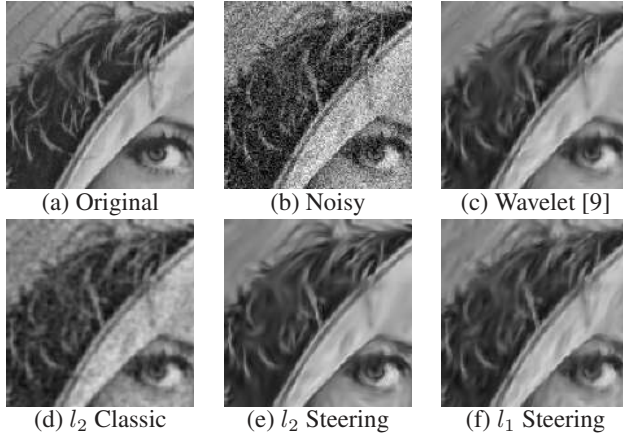 (a) Original
(b) Noisy
(c) Wavelet [9]
(d) l₂ Classic
(e) l₂ Steering
(f) l₁ Steering